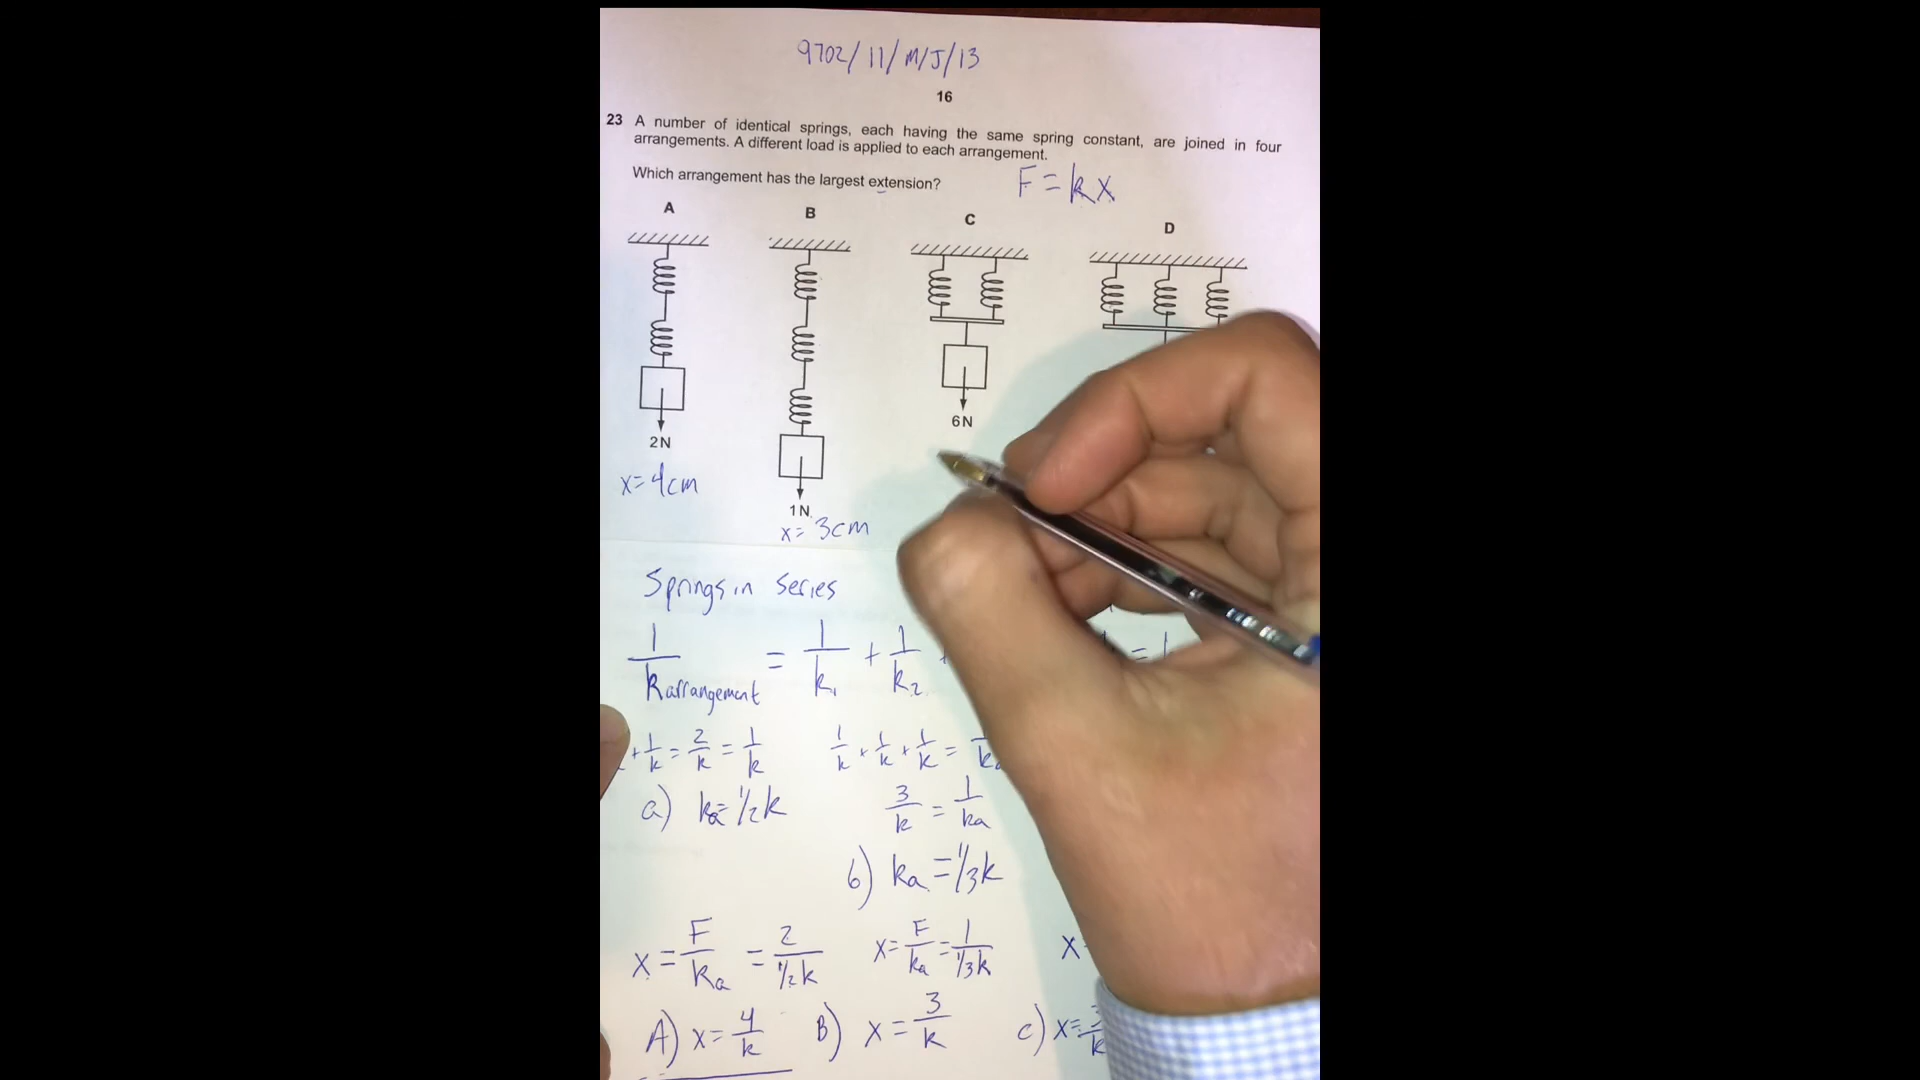 9702/11/M/J/13
16
23 A number of identical springs, each having the same spring constant, are joined in four
arrangements. A different load is applied to each arrangement.
Which arrangement has the largest extension?
F = kx
A B C D
6N
2N
x = 4cm
1N
x = 3cm
Springs in series
1/k arrangement = 1/k1 + 1/k2 +
+ 1/k = 2/k = 1/k
1/k + 1/k + 1/k =
a) ka = 1/2k
3/k = 1/ka
b) ka = 1/3k
x = F/ka = 2/1/2k
x = F/ka = 1/1/3k
x
A) x = 4/k
B) x = 3/k
c) x = 3/k